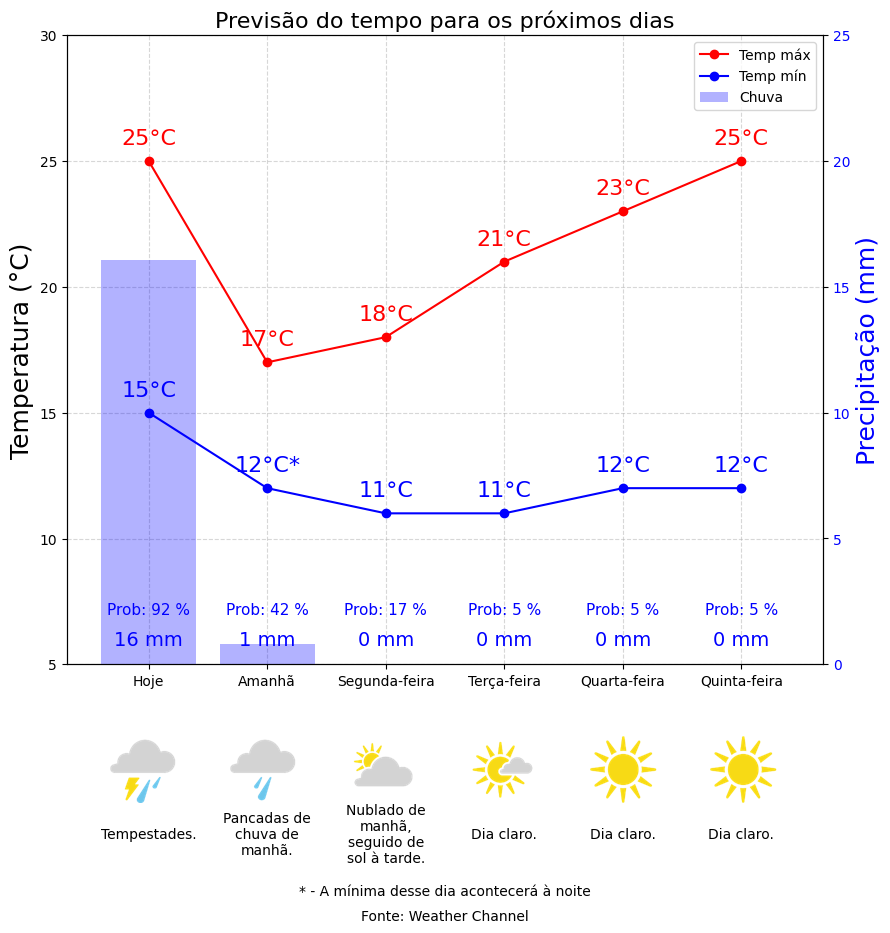 Previsão do tempo para os próximos dias
30
25
20
15
10
5
Temperatura (°C)
25
20
15
10
5
0
Precipitação (mm)
Temp máx
Temp mín
Chuva
25°C
17°C
18°C
21°C
23°C
25°C
15°C
12°C*
11°C
11°C
12°C
12°C
Prob: 92 %
Prob: 42 %
Prob: 17 %
Prob: 5 %
Prob: 5 %
Prob: 5 %
16 mm
1 mm
0 mm
0 mm
0 mm
0 mm
Hoje
Amanhã
Segunda-feira
Terça-feira
Quarta-feira
Quinta-feira
Tempestades.
Pancadas de
chuva de
manhã.
Nublado de
manhã,
seguido de
sol à tarde.
Dia claro.
Dia claro.
Dia claro.
* - A mínima desse dia acontecerá à noite
Fonte: Weather Channel